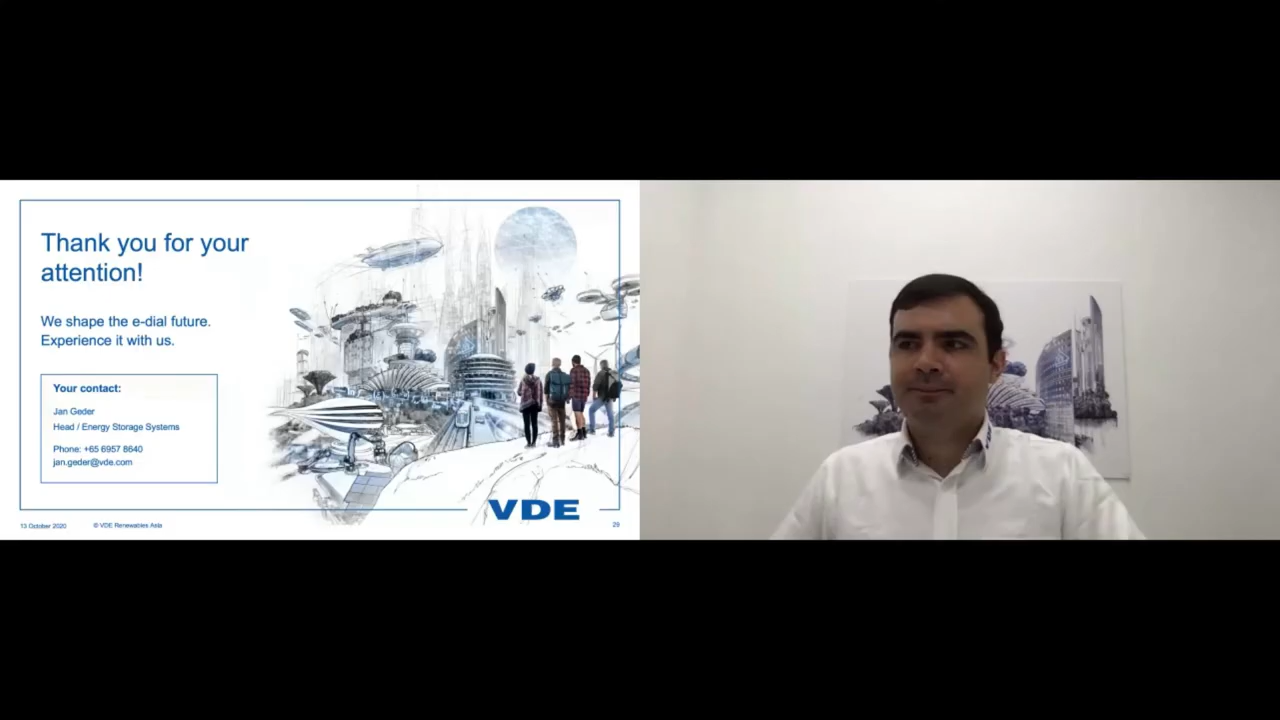 Thank you for your
attention!
We shape the e-dial future.
Experience it with us.
Your contact:
Jan Geder
Head / Energy Storage Systems
Phone: +65 6957 8640
jan.geder@vde.com
VDE
13 October 2020
© VDE Renewables Asia
29